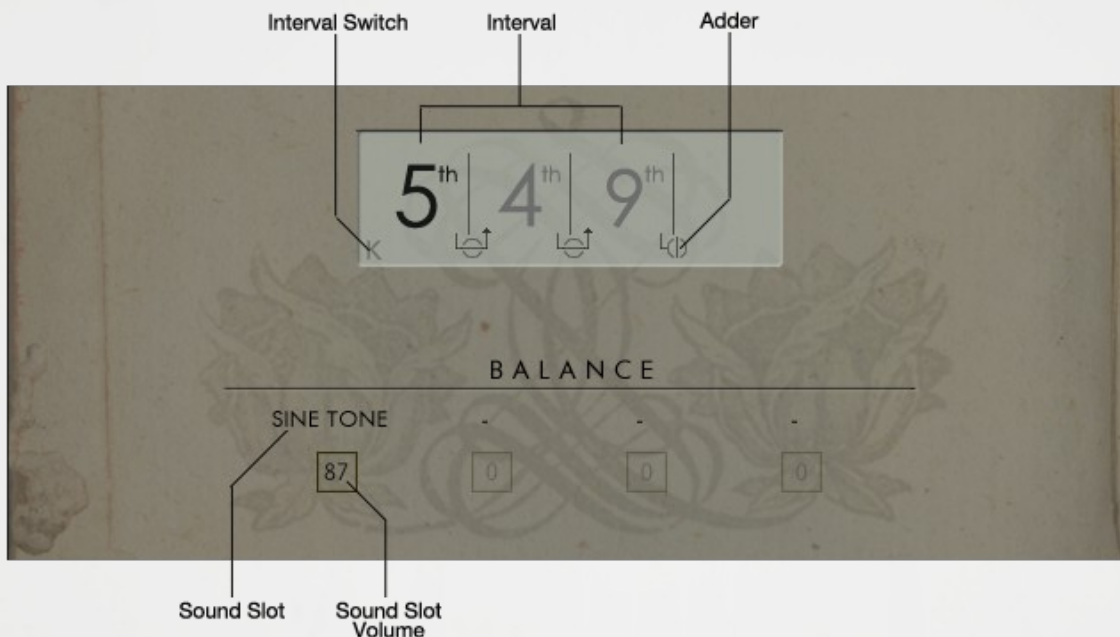 Interval Switch Interval Adder
5th 4th 9th
K
BALANCE
SINE TONE - - -
87 0 0 0
Sound Slot Sound Slot
Volume